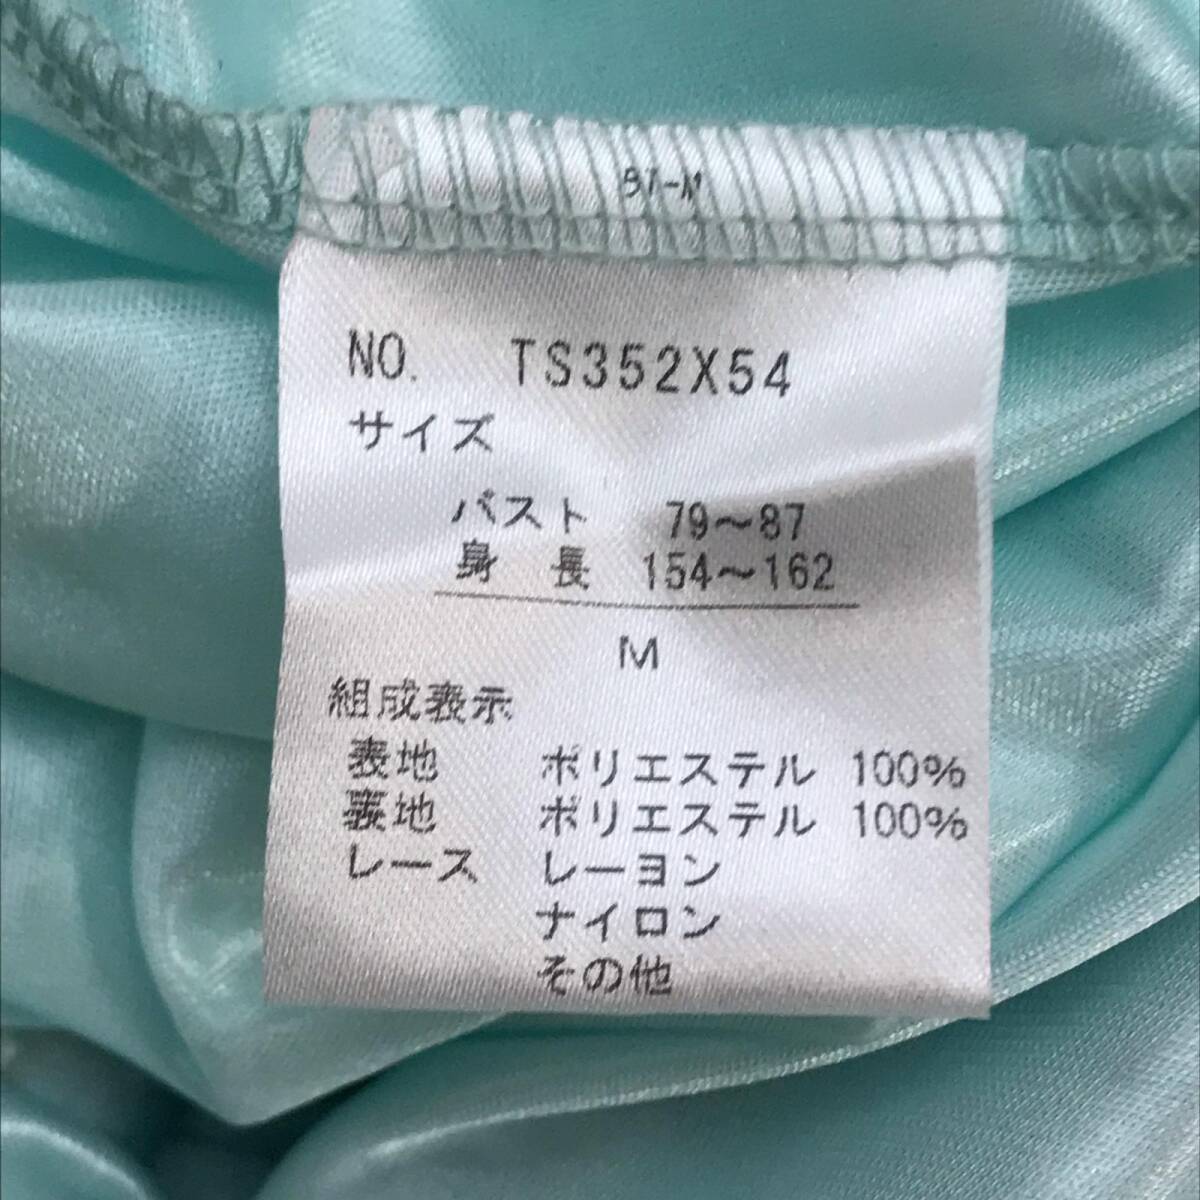 NO. TS352X54
サイズ
バスト 79～87
身長 154～162
M
組成表示
表地 ポリエステル 100%
裏地 ポリエステル 100%
レース レーヨン
ナイロン
その他